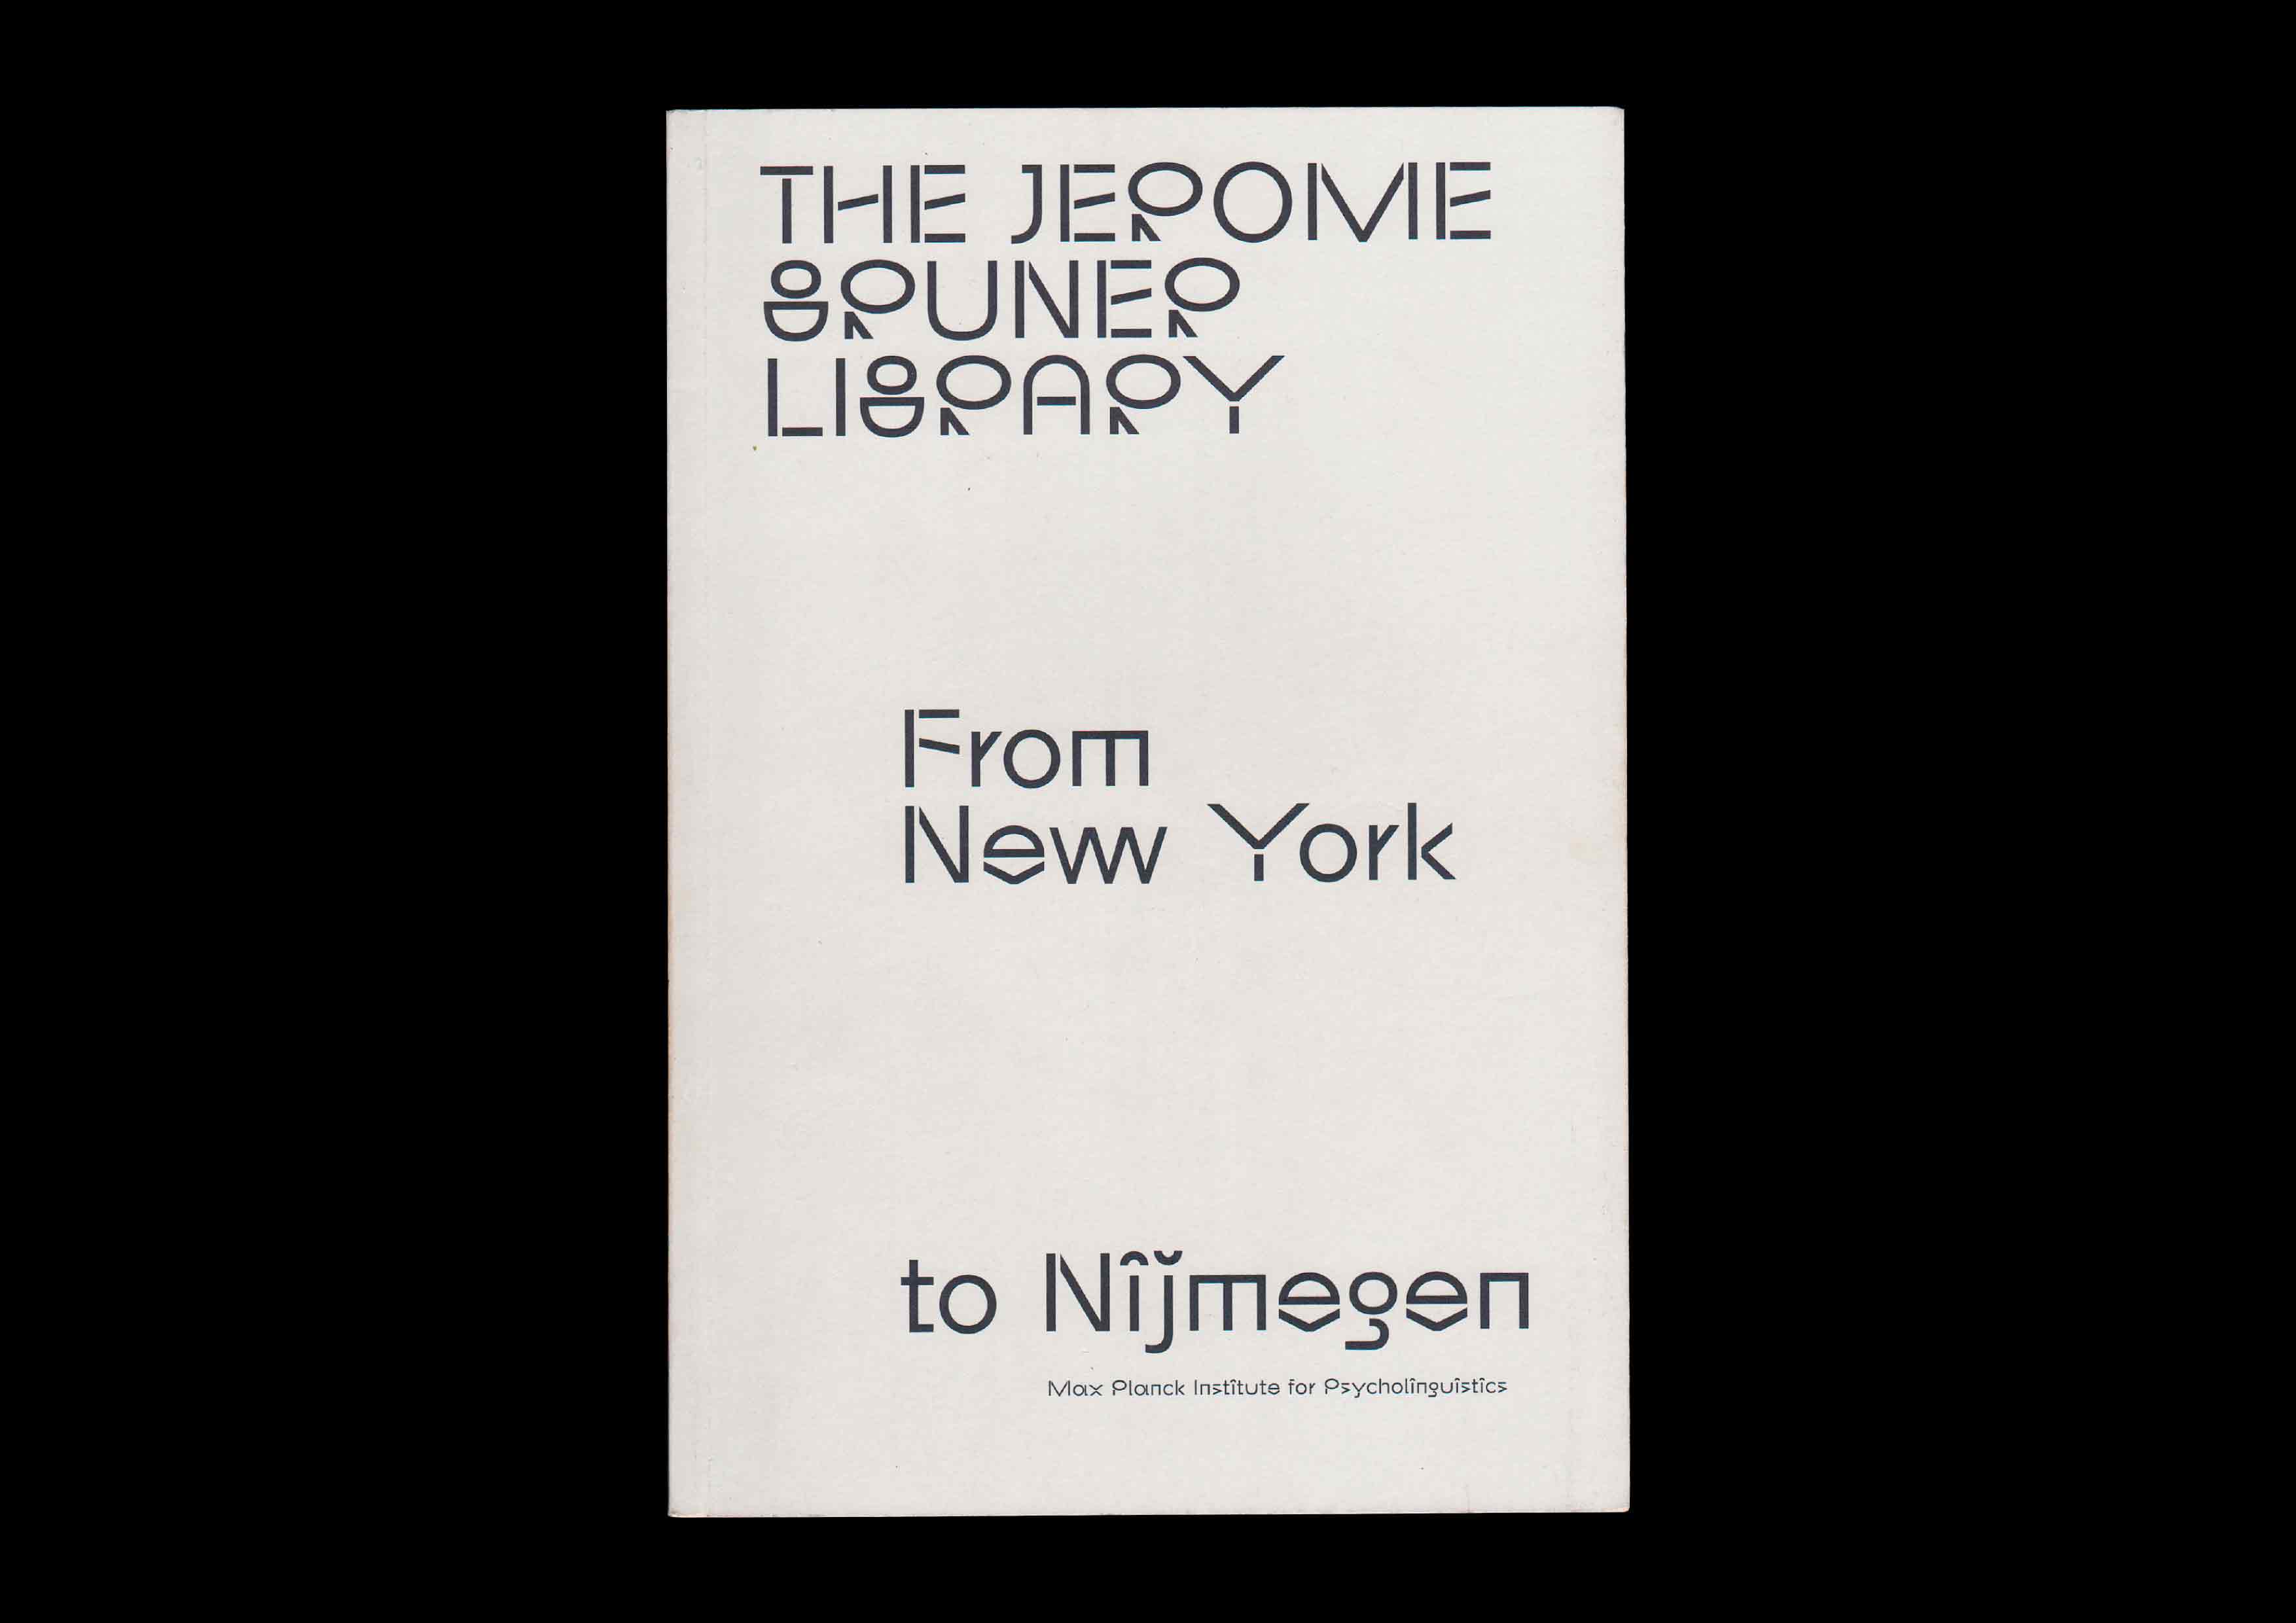 THE JEROME
BRUNER
LIBRARY
From
New York
to Nijmegen
Max Planck Institute for Psycholinguistics